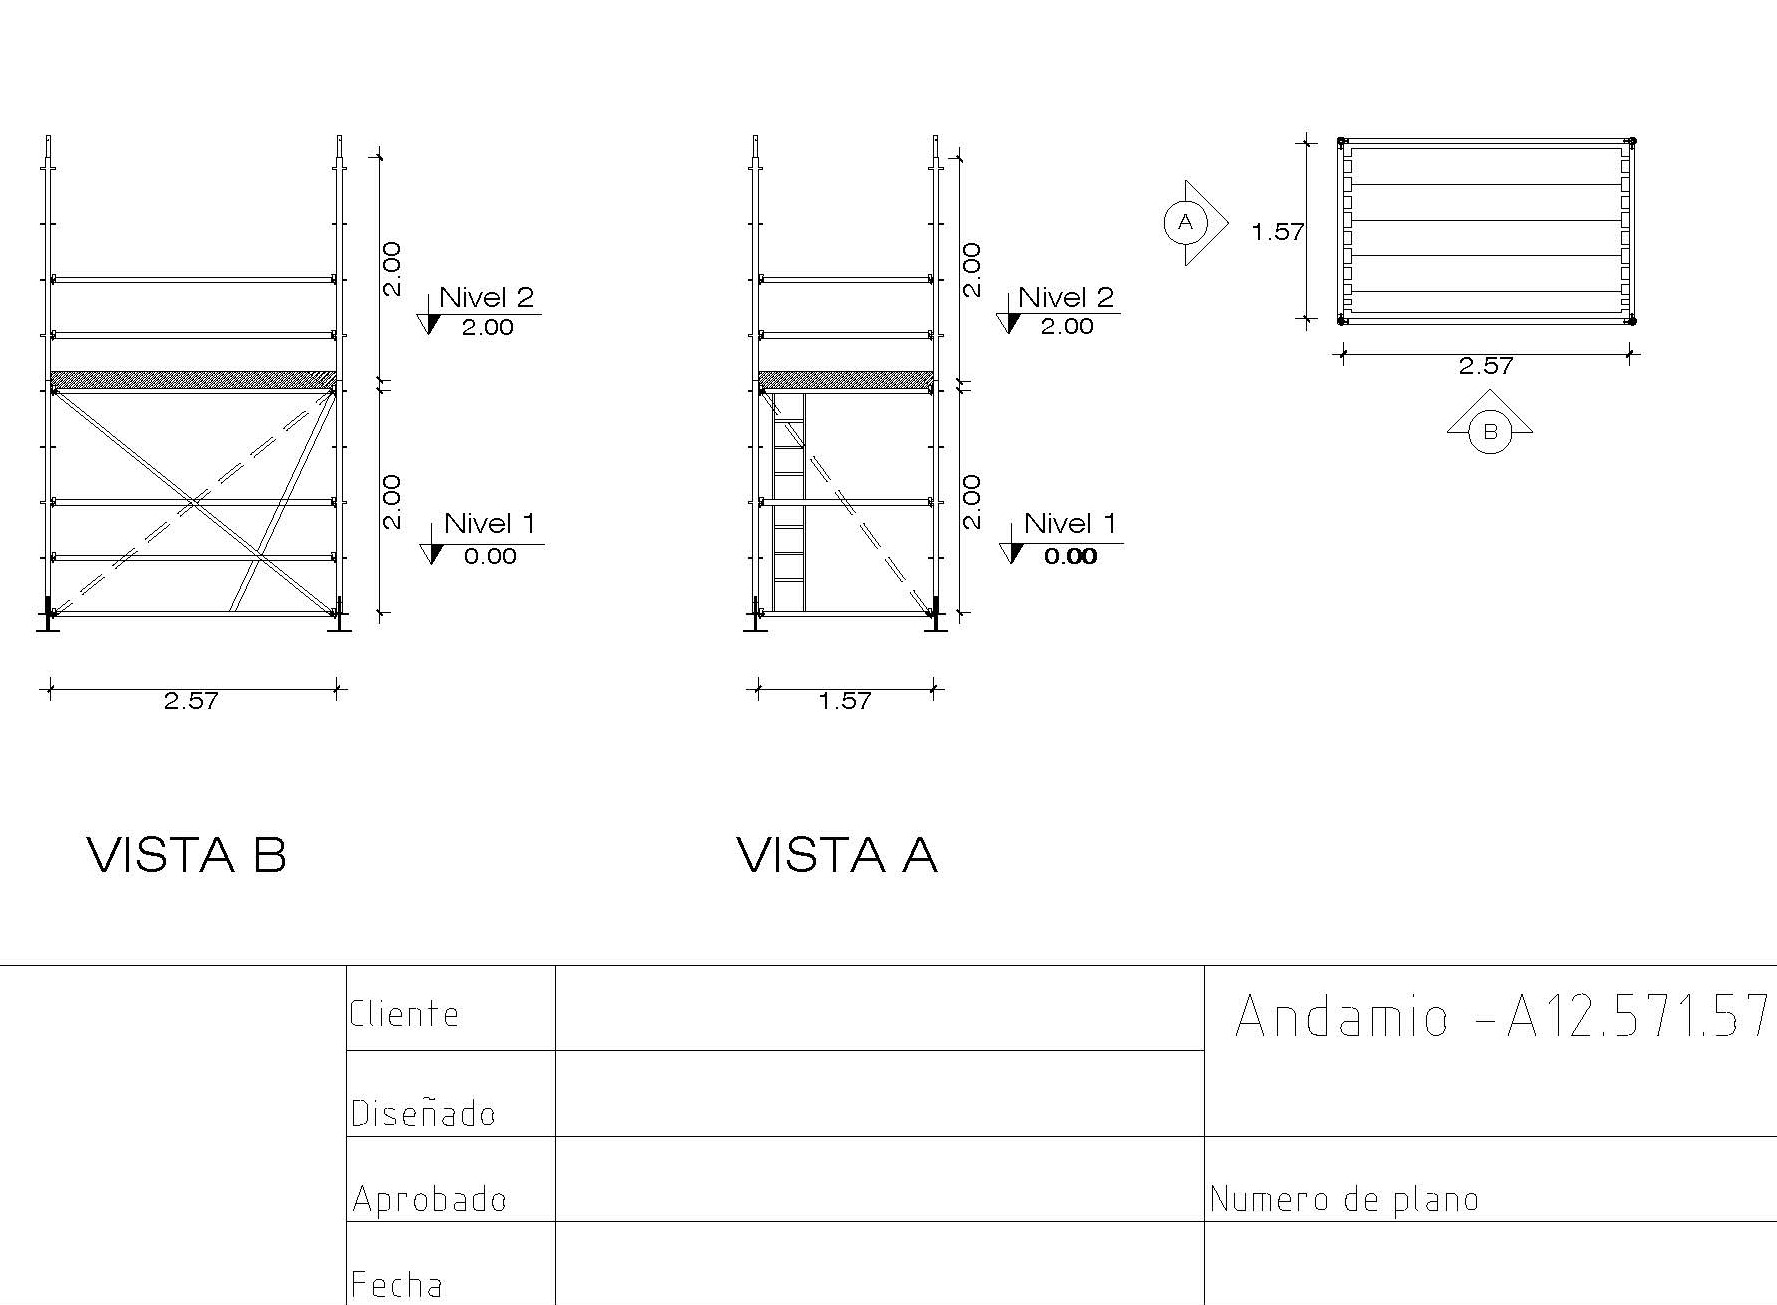 2.00
Nivel 2
2.00
2.00
Nivel 1
0.00
2.57
VISTA B
2.00
Nivel 2
2.00
2.00
Nivel 1
0.00
1.57
VISTA A
A
1.57
2.57
B
Cliente
Diseñado
Aprobado
Fecha
Andamio -A12.571.57
Numero de plano